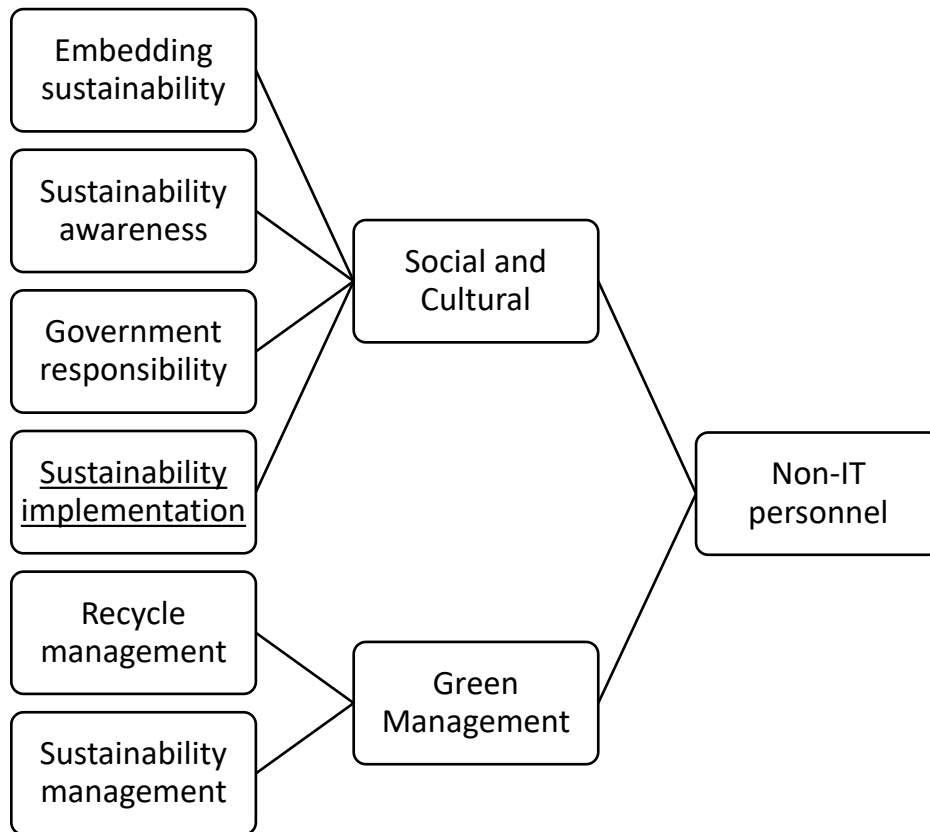 Embedding
sustainability
Sustainability
awareness
Government
responsibility
Sustainability
implementation
Recycle
management
Sustainability
management
Social and
Cultural
Green
Management
Non-IT
personnel